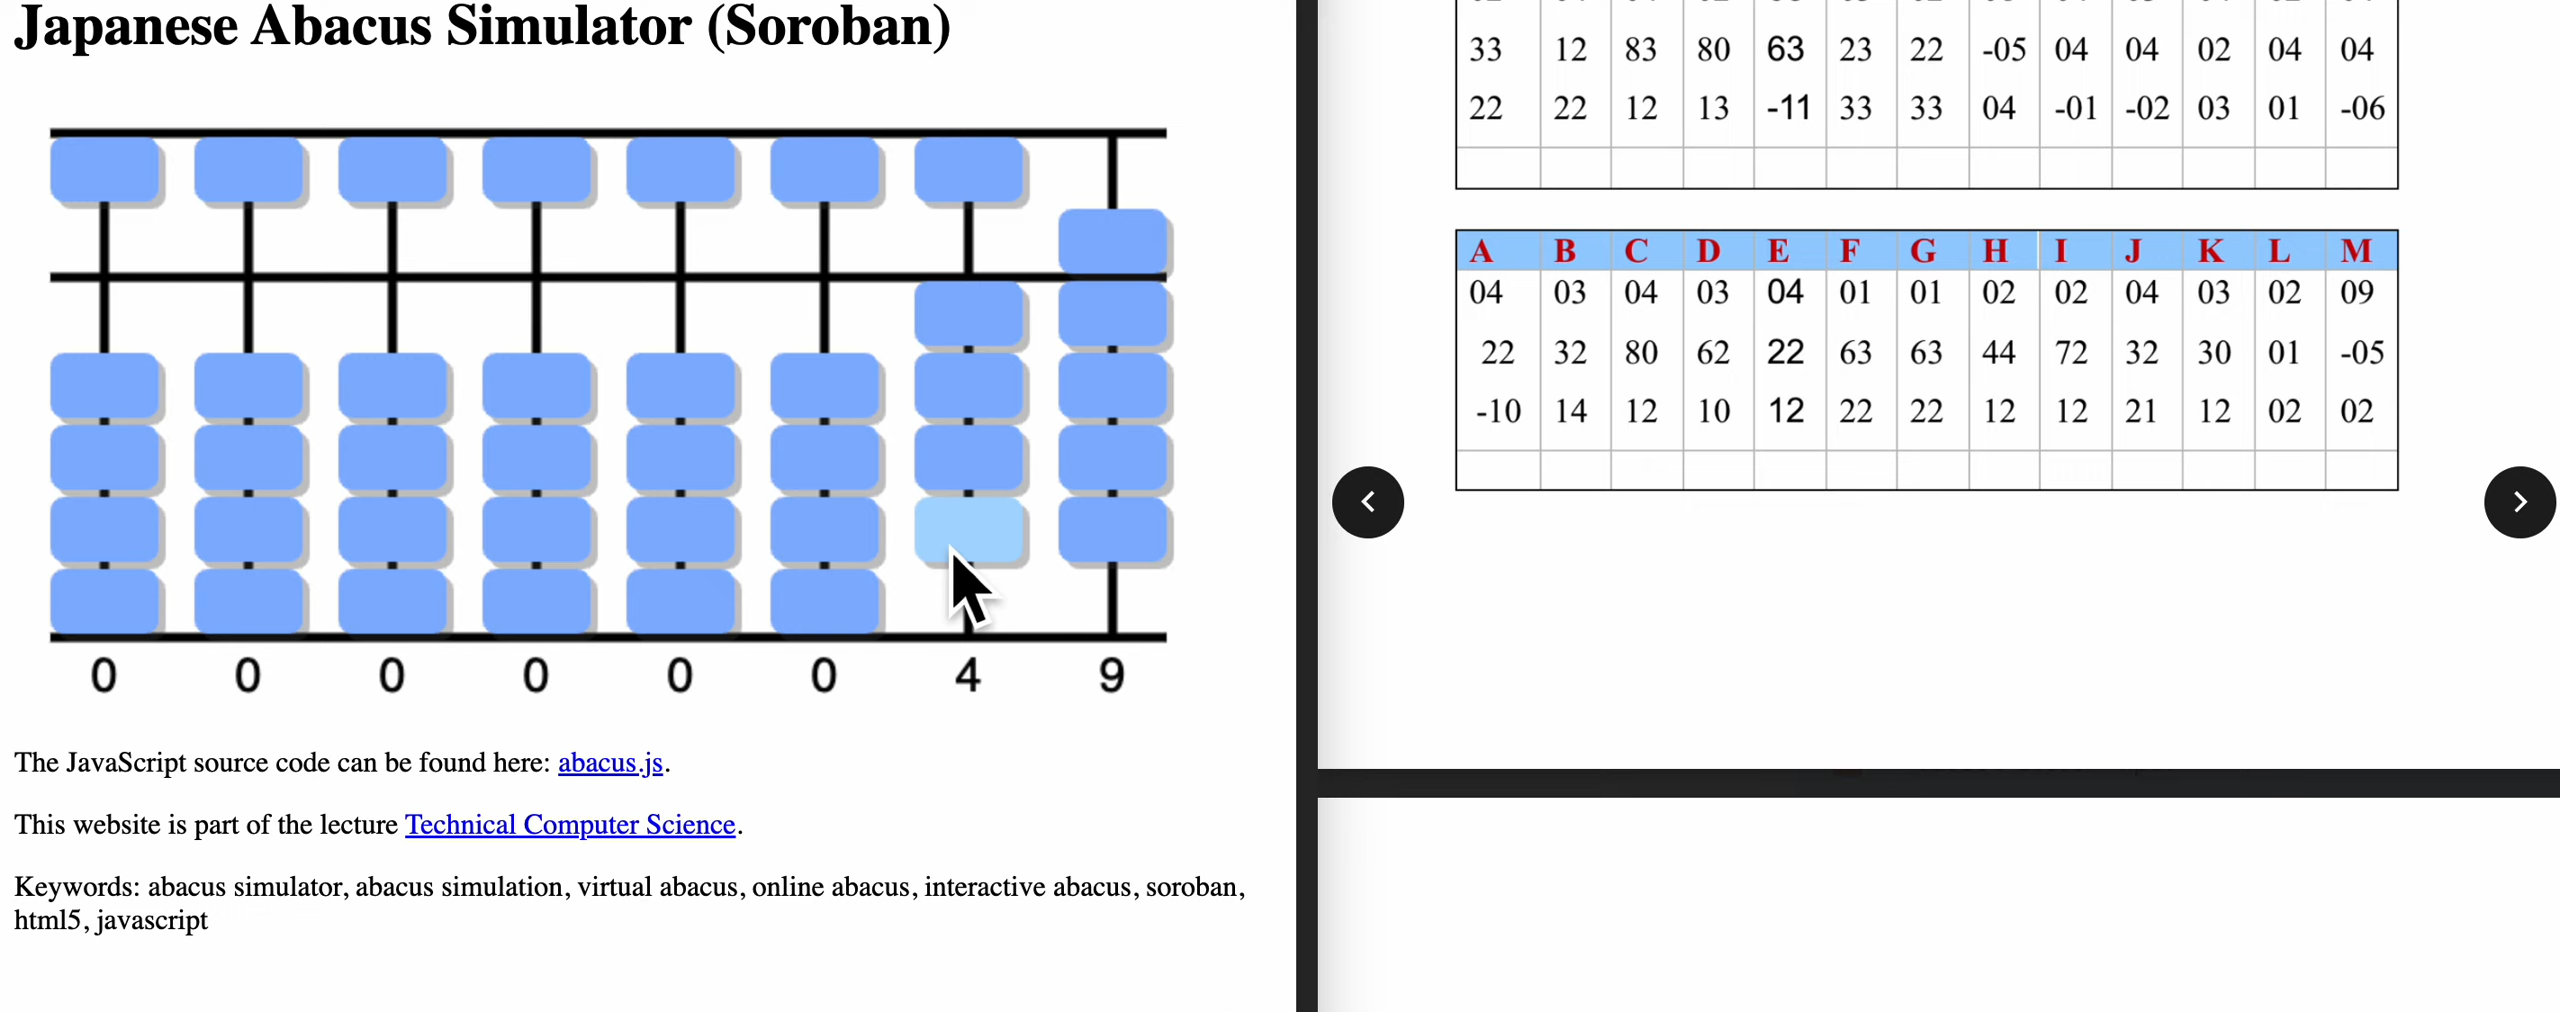 Japanese Abacus Simulator (Soroban)
0 0 0 0 0 0 4 9
The JavaScript source code can be found here: abacus.js.
This website is part of the lecture Technical Computer Science.
Keywords: abacus simulator, abacus simulation, virtual abacus, online abacus, interactive abacus, soroban,
html5, javascript
33 12 83 80 63 23 22 -05 04 04 02 04 04
22 22 12 13 -11 33 33 04 -01 -02 03 01 -06
A B C D E F G H I J K L M
04 03 04 03 04 01 01 02 02 04 03 02 09
22 32 80 62 22 63 63 44 72 32 30 01 -05
-10 14 12 10 12 22 22 12 12 21 12 02 02